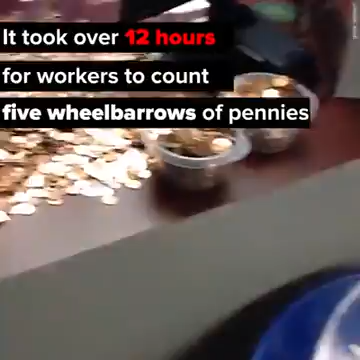 It took over 12 hours
for workers to count
five wheelbarrows of pennies